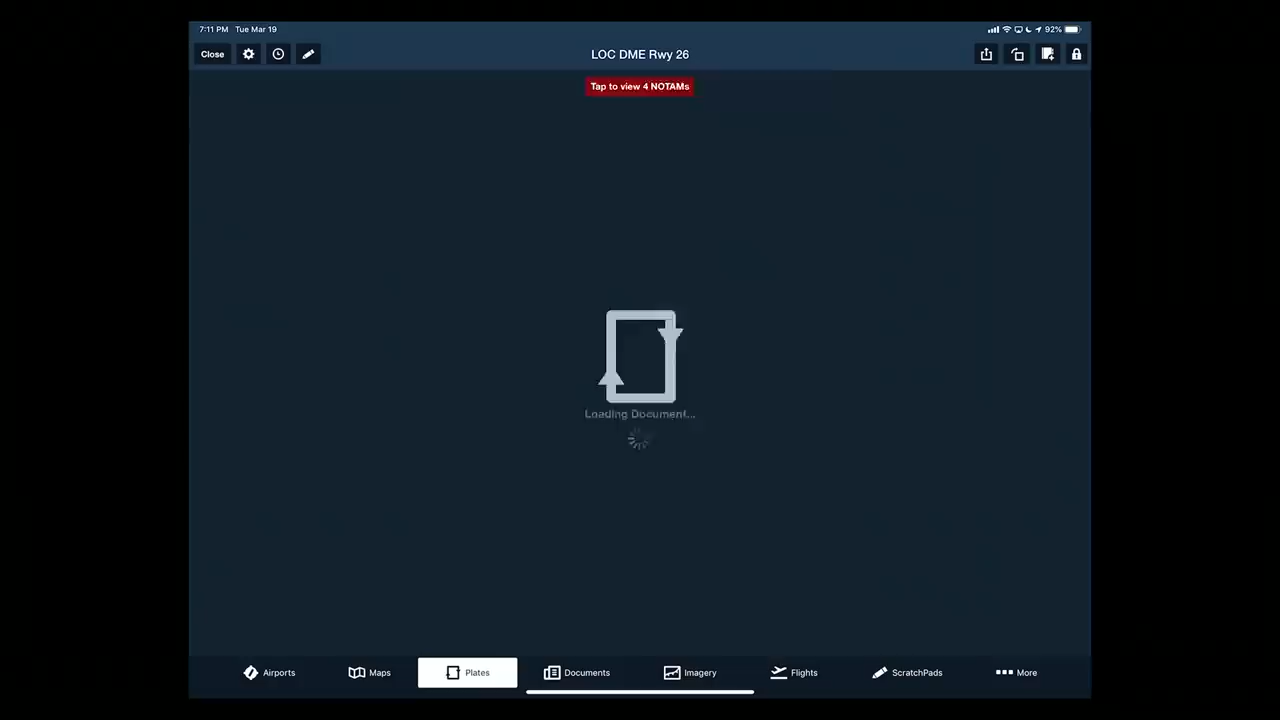 7:11 PM Tue Mar 19 92%
Close LOC DME Rwy 26
Tap to view 4 NOTAMs
Loading Document...
Airports Maps Plates Documents Imagery Flights ScratchPads More